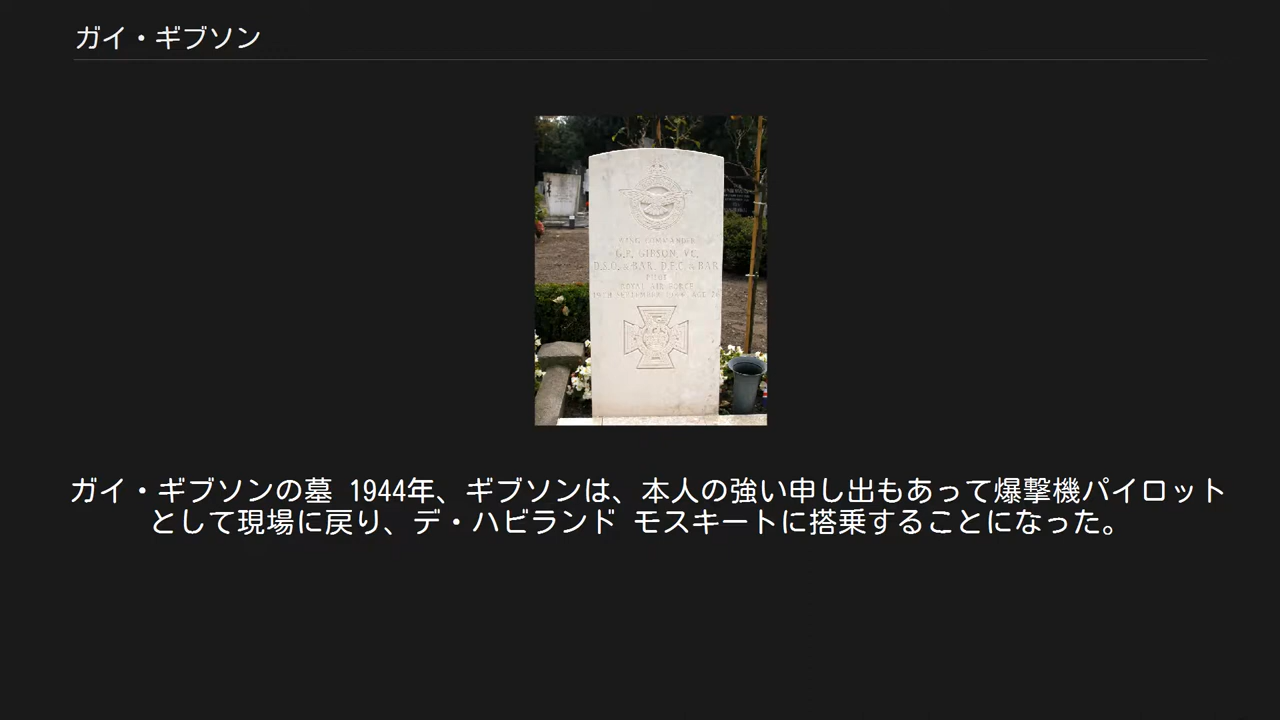 ガイ・ギブソン
G.P. GIBSON, V.C.
D.S.O. & BAR, D.F.C. & BAR
PILOT
ROYAL AIR FORCE
ガイ・ギブソンの墓 1944年、ギブソンは、本人の強い申し出もあって爆撃機パイロット
として現場に戻り、デ・ハビランド モスキートに搭乗することになった。